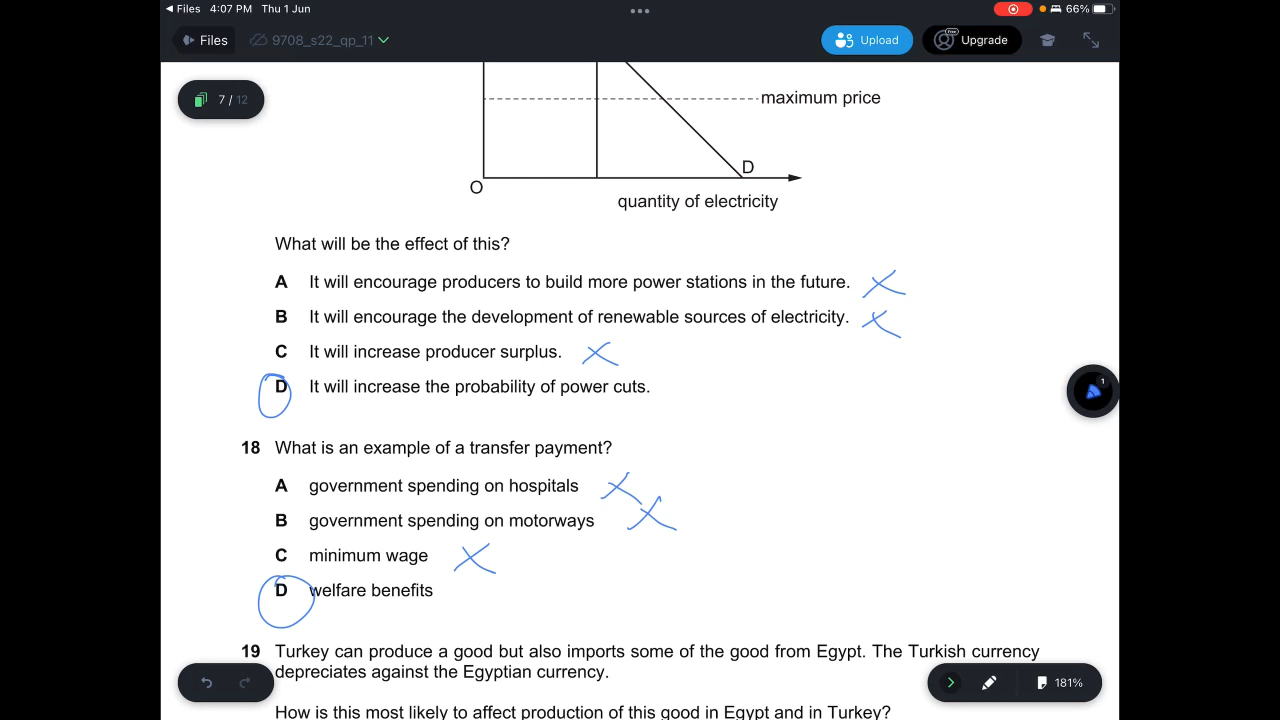 Files 4:07 PM Thu 1 Jun 66%
Files 9708_s22_qp_11 Upload Free Upgrade
7 / 12
maximum price
D
O
quantity of electricity
What will be the effect of this?
A It will encourage producers to build more power stations in the future.
B It will encourage the development of renewable sources of electricity.
C It will increase producer surplus.
D It will increase the probability of power cuts.
1
18 What is an example of a transfer payment?
A government spending on hospitals
B government spending on motorways
C minimum wage
D welfare benefits
19 Turkey can produce a good but also imports some of the good from Egypt. The Turkish currency
depreciates against the Egyptian currency.
181%
How is this most likely to affect production of this good in Egypt and in Turkey?